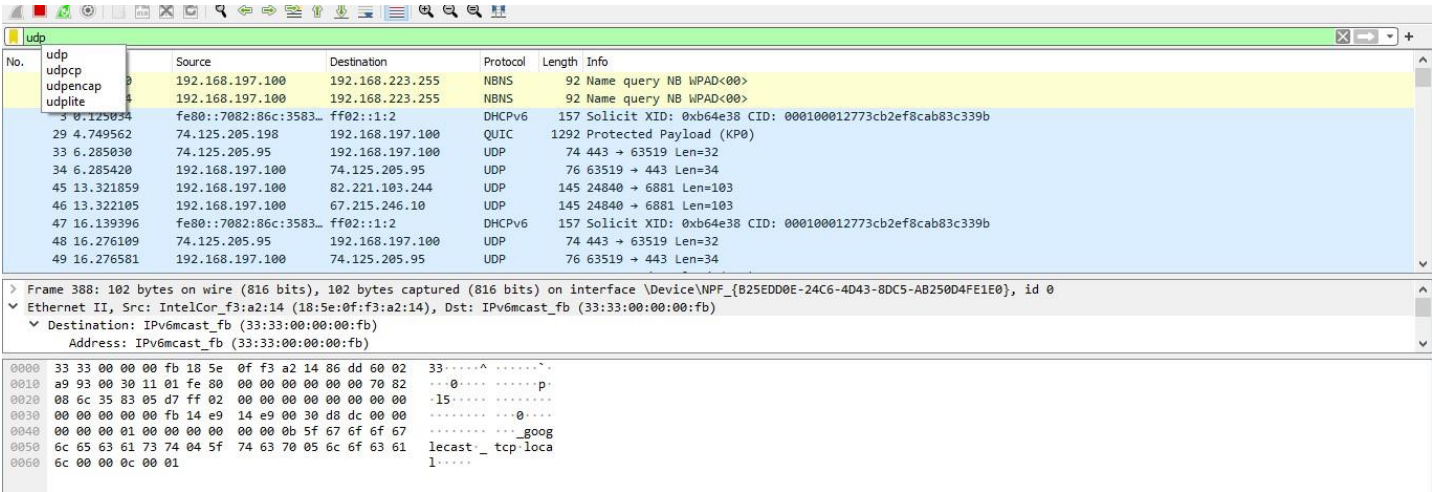 udp
udp
udpcp
udpencap
udplite
No. Source Destination Protocol Length Info
192.168.197.100 192.168.223.255 NBNS 92 Name query NB WPAD<00>
192.168.197.100 192.168.223.255 NBNS 92 Name query NB WPAD<00>
3 0.125034 fe80::7082:86c:3583… ff02::1:2 DHCPv6 157 Solicit XID: 0xb64e38 CID: 000100012773cb2ef8cab83c339b
29 4.749562 74.125.205.198 192.168.197.100 QUIC 1292 Protected Payload (KP0)
33 6.285030 74.125.205.95 192.168.197.100 UDP 74 443 → 63519 Len=32
34 6.285420 192.168.197.100 74.125.205.95 UDP 76 63519 → 443 Len=34
45 13.321859 192.168.197.100 82.221.103.244 UDP 145 24840 → 6881 Len=103
46 13.322105 192.168.197.100 67.215.246.10 UDP 145 24840 → 6881 Len=103
47 16.139396 fe80::7082:86c:3583… ff02::1:2 DHCPv6 157 Solicit XID: 0xb64e38 CID: 000100012773cb2ef8cab83c339b
48 16.276109 74.125.205.95 192.168.197.100 UDP 74 443 → 63519 Len=32
49 16.276581 192.168.197.100 74.125.205.95 UDP 76 63519 → 443 Len=34
Frame 388: 102 bytes on wire (816 bits), 102 bytes captured (816 bits) on interface \Device\NPF_{B25EDD0E-24C6-4D43-8DC5-AB250D4FE1E0}, id 0
Ethernet II, Src: IntelCor_f3:a2:14 (18:5e:0f:f3:a2:14), Dst: IPv6mcast_fb (33:33:00:00:00:fb)
Destination: IPv6mcast_fb (33:33:00:00:00:fb)
Address: IPv6mcast_fb (33:33:00:00:00:fb)
0000 33 33 00 00 00 fb 18 5e 0f f3 a2 14 86 dd 60 02 33·····^ ······`·
0010 a9 93 00 30 11 01 fe 80 00 00 00 00 00 00 70 82 ···0···· ······p·
0020 08 6c 35 83 05 d7 ff 02 00 00 00 00 00 00 00 00 ·l5····· ········
0030 00 00 00 00 00 fb 14 e9 14 e9 00 30 d8 dc 00 00 ········ ···0····
0040 00 00 00 01 00 00 00 00 00 00 0b 5f 67 6f 6f 67 ········ ···_goog
0050 6c 65 63 61 73 74 04 5f 74 63 70 05 6c 6f 63 61 lecast·_ tcp·loca
0060 6c 00 00 0c 00 01 l·····